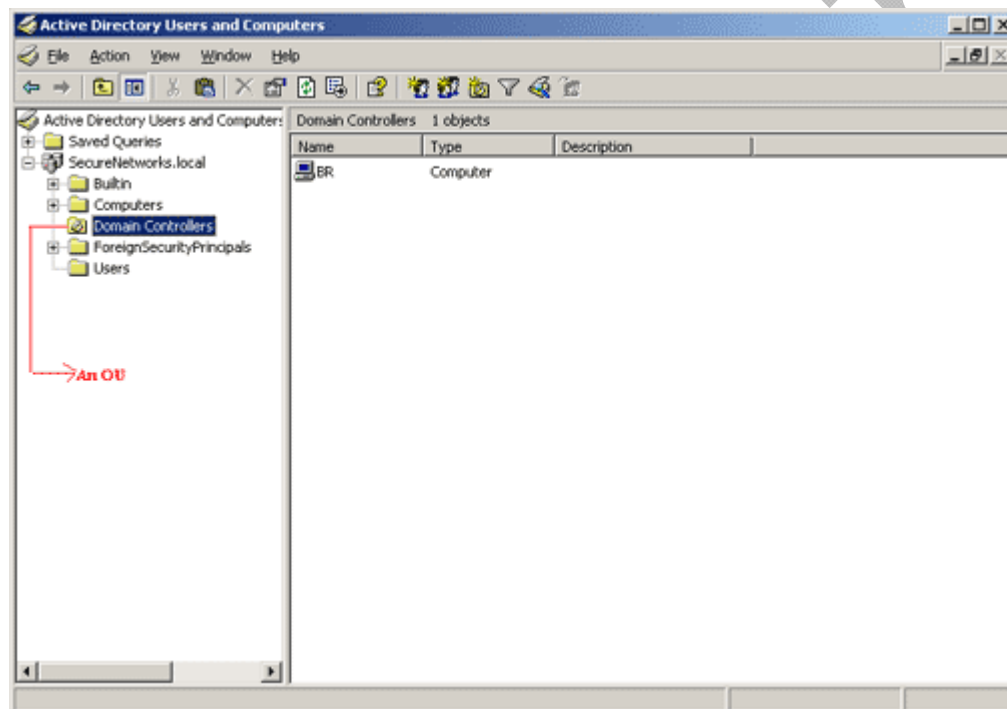 Active Directory Users and Computers
File Action View Window Help
Active Directory Users and Computers
Domain Controllers 1 objects
Saved Queries
SecureNetworks.local
Builtin
Computers
Domain Controllers
ForeignSecurityPrincipals
Users
Name Type Description
BR Computer
An OU